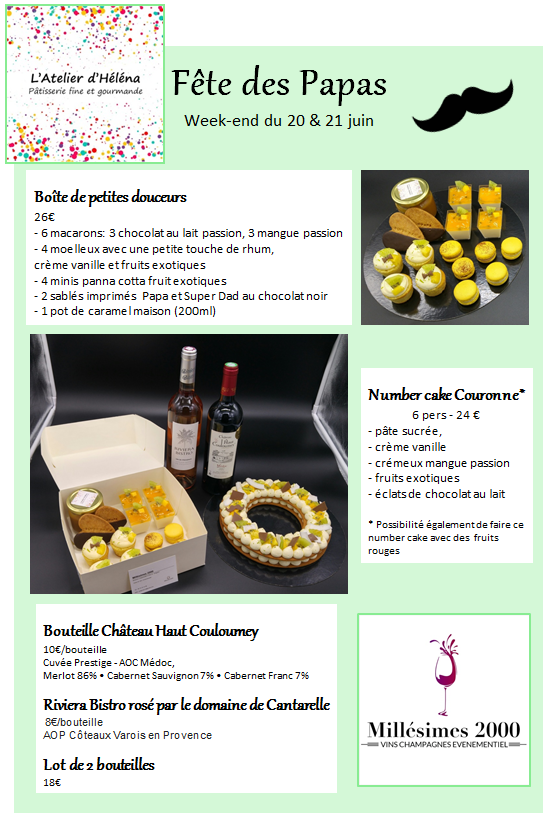 L'Atelier d'Héléna
Pâtisserie fine et gourmande
Fête des Papas
Week-end du 20 & 21 juin
Boîte de petites douceurs
26€
- 6 macarons: 3 chocolat au lait passion, 3 mangue passion
- 4 moelleux avec une petite touche de rhum,
crème vanille et fruits exotiques
- 4 minis panna cotta fruit exotiques
- 2 sablés imprimés Papa et Super Dad au chocolat noir
- 1 pot de caramel maison (200ml)
Number cake Couronne*
6 pers - 24 €
- pâte sucrée,
- crème vanille
- crémeux mangue passion
- fruits exotiques
- éclats de chocolat au lait
* Possibilité également de faire ce
number cake avec des fruits
rouges
Bouteille Château Haut Couloumey
10€/bouteille
Cuvée Prestige - AOC Médoc,
Merlot 86% • Cabernet Sauvignon 7% • Cabernet Franc 7%
Riviera Bistro rosé par le domaine de Cantarelle
8€/bouteille
AOP Côteaux Varois en Provence
Lot de 2 bouteilles
18€
Millésimes 2000
VINS CHAMPAGNES EVENEMENTIEL